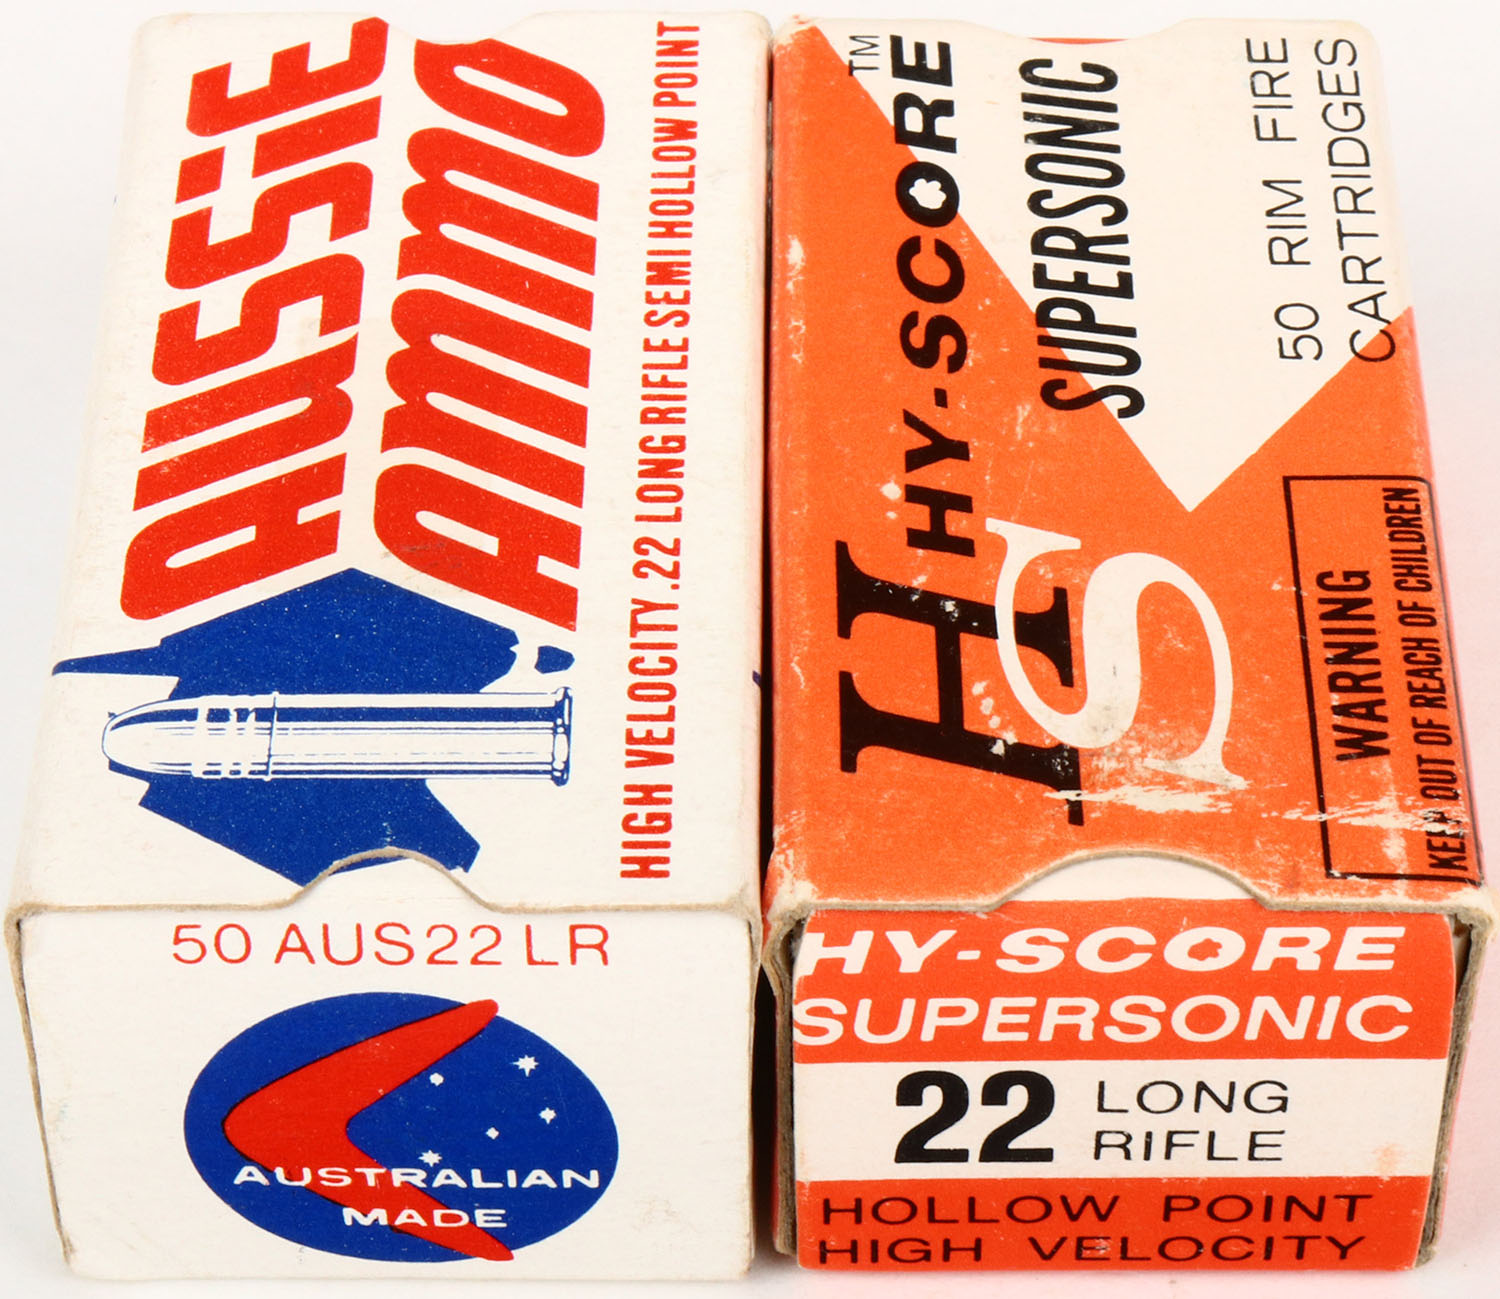 AUSSIE
AMMO
HIGH VELOCITY .22 LONG RIFLE SEMI HOLLOW POINT
50 AUS22 LR
AUSTRALIAN
MADE
HY-SCORE™
SUPERSONIC
50 RIM FIRE
CARTRIDGES
HS
WARNING
KEEP OUT OF REACH OF CHILDREN
HY-SCORE
SUPERSONIC
22 LONG
RIFLE
HOLLOW POINT
HIGH VELOCITY